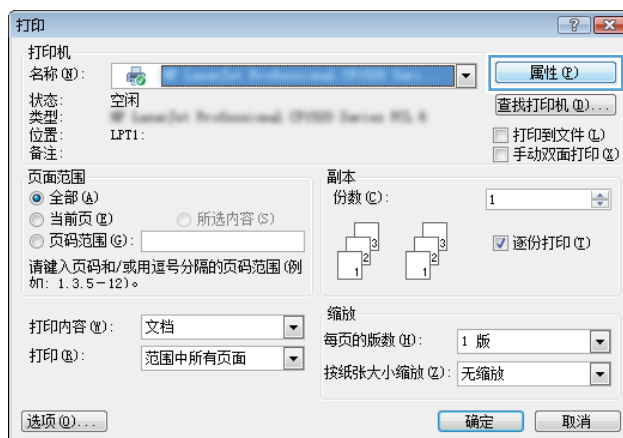 打印
打印机
名称(N):
属性(P)
状态: 空闲
查找打印机(D)...
类型:
位置: LPT1:
打印到文件(L)
备注:
手动双面打印(X)
页面范围
全部(A)
当前页(E) 所选内容(S)
页码范围(G):
请键入页码和/或用逗号分隔的页码范围(例
如: 1.3.5-12)。
副本
份数(C): 1
3
2
1
3
2
1
逐份打印(T)
打印内容(W): 文档
打印(R): 范围中所有页面
缩放
每页的版数(H): 1 版
按纸张大小缩放(Z): 无缩放
选项(O)...
确定
取消